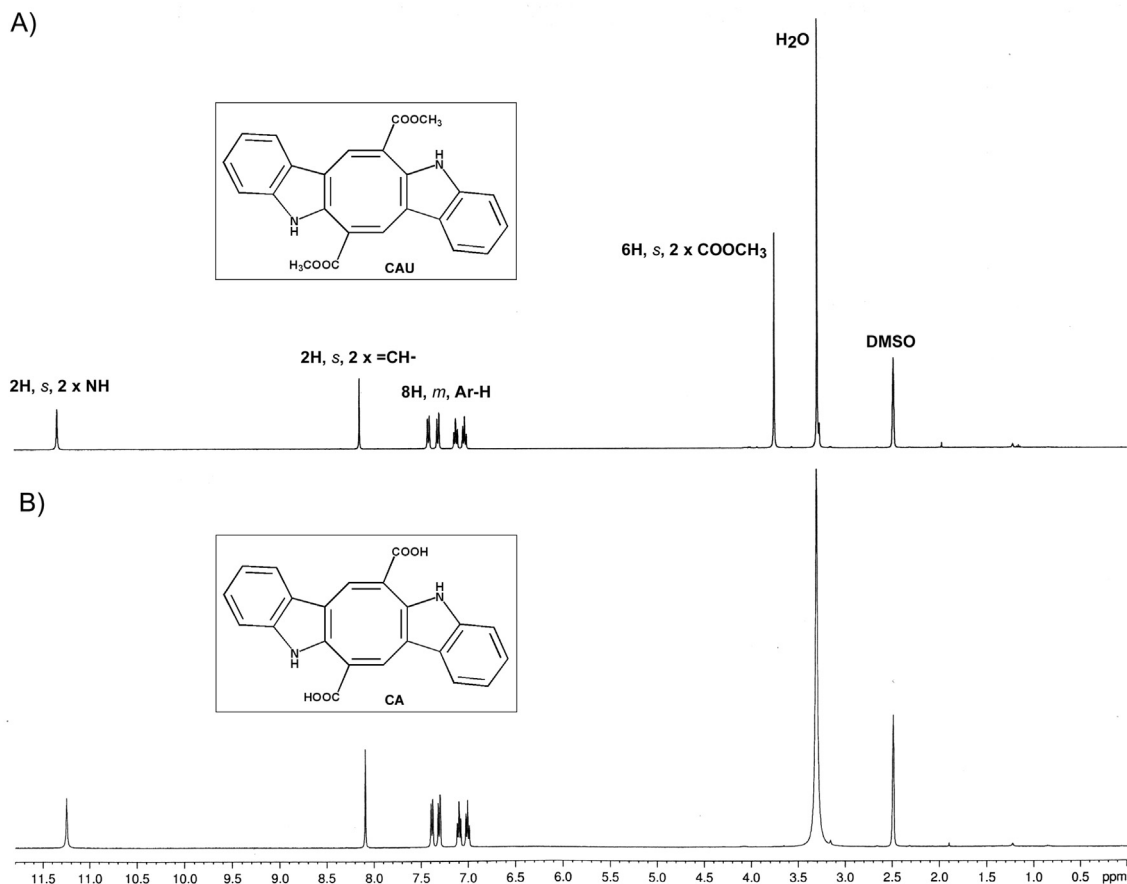 A)
H₂O
COOCH₃
H
N
N
H
H₃COOC
CAU
6H, s, 2 x COOCH₃
DMSO
2H, s, 2 x =CH-
2H, s, 2 x NH
8H, m, Ar-H
B)
COOH
H
N
N
H
HOOC
CA
11.5 11.0 10.5 10.0 9.5 9.0 8.5 8.0 7.5 7.0 6.5 6.0 5.5 5.0 4.5 4.0 3.5 3.0 2.5 2.0 1.5 1.0 0.5 ppm